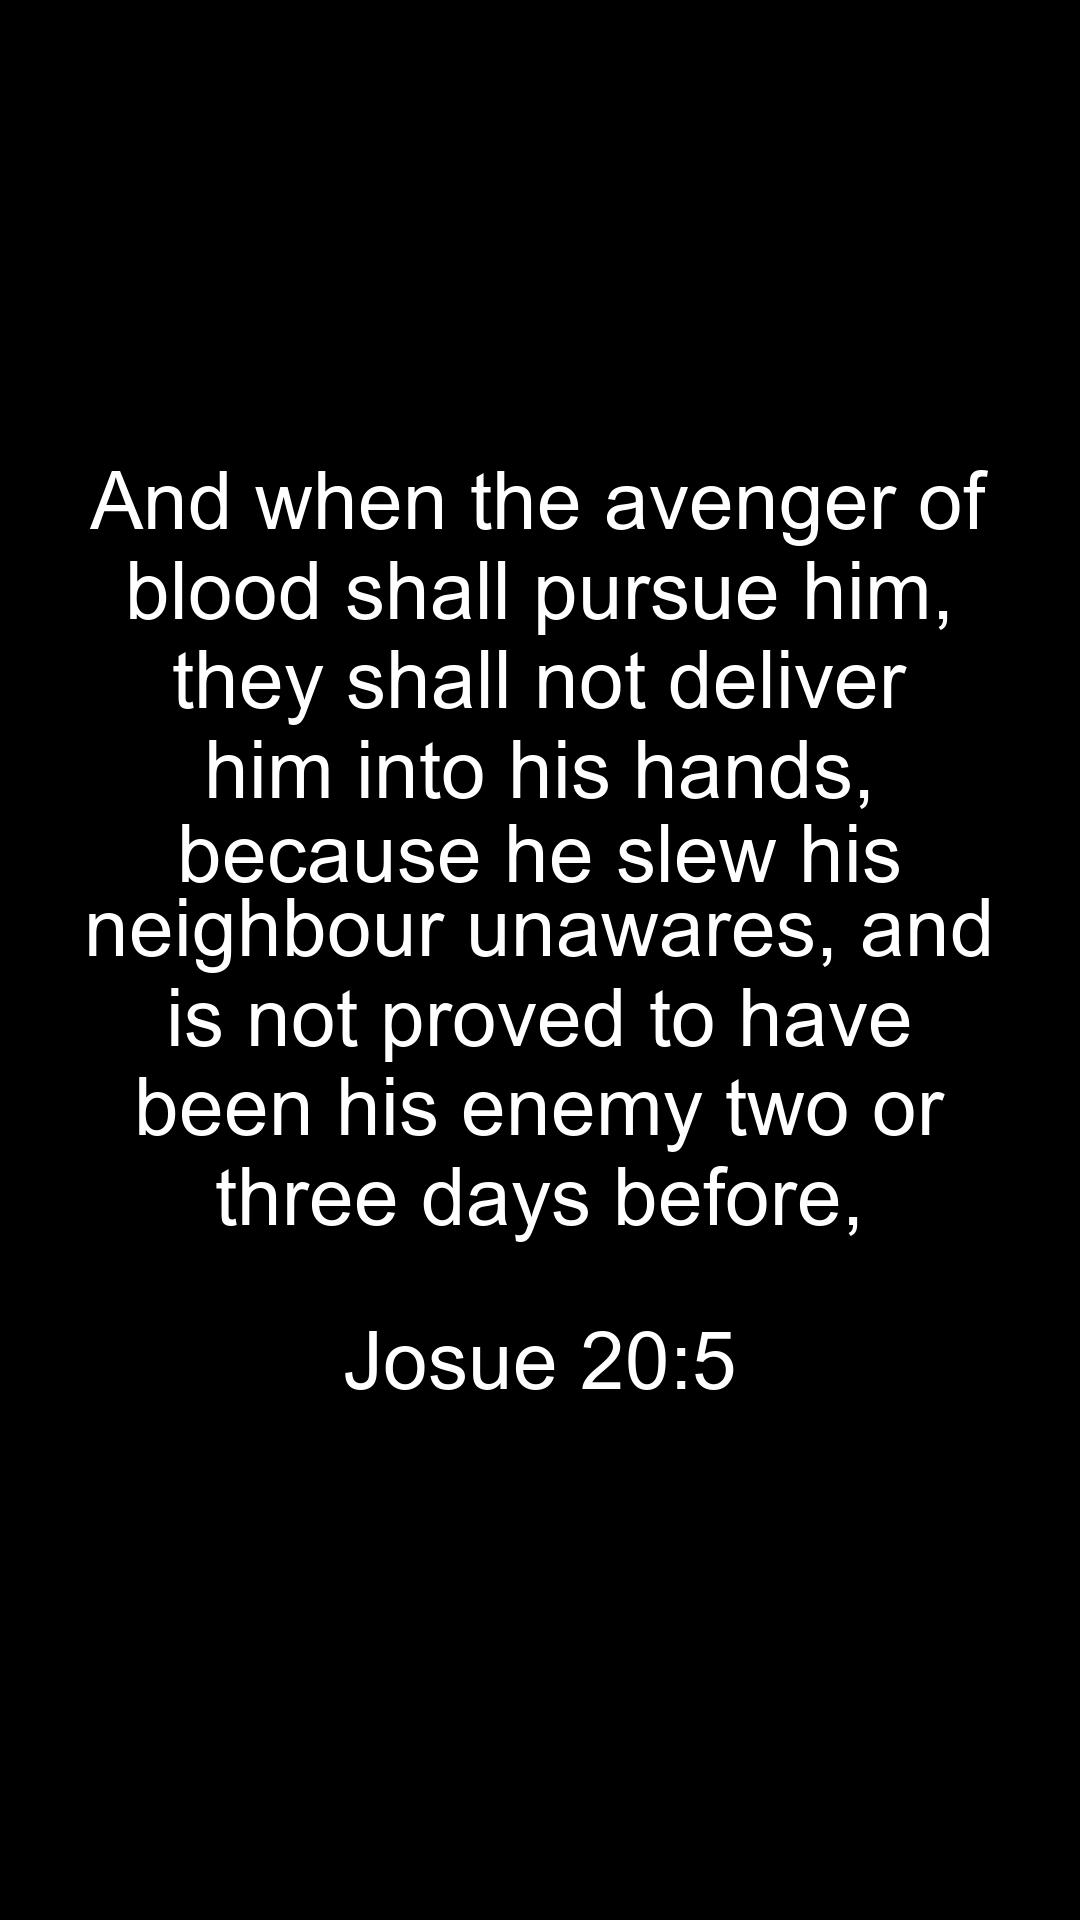 And when the avenger of
blood shall pursue him,
they shall not deliver
him into his hands,
because he slew his
neighbour unawares, and
is not proved to have
been his enemy two or
three days before,
Josue 20:5